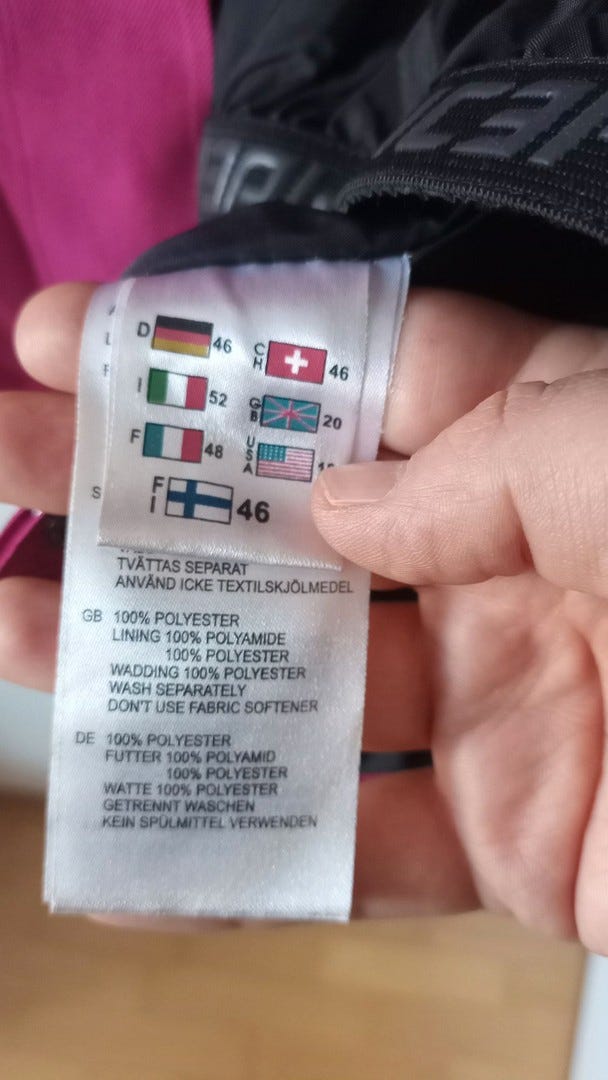 D 46
CH 46
I 52
GB 20
F 48
USA
FI 46
S
TVÄTTAS SEPARAT
ANVÄND ICKE TEXTILSKJÖLMEDEL
GB 100% POLYESTER
LINING 100% POLYAMIDE
100% POLYESTER
WADDING 100% POLYESTER
WASH SEPARATELY
DON'T USE FABRIC SOFTENER
DE 100% POLYESTER
FUTTER 100% POLYAMID
100% POLYESTER
WATTE 100% POLYESTER
GETRENNT WASCHEN
KEIN SPÜLMITTEL VERWENDEN